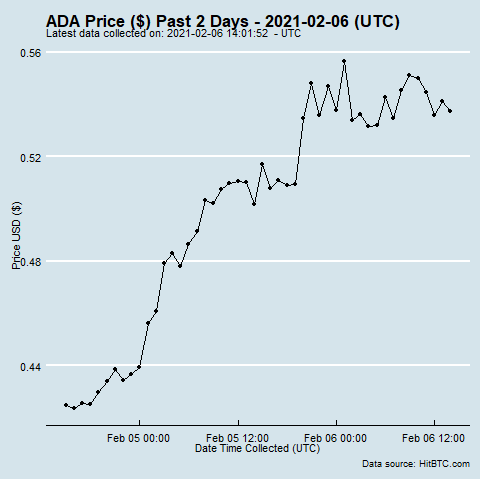 ADA Price ($) Past 2 Days - 2021-02-06 (UTC)
Latest data collected on: 2021-02-06 14:01:52 - UTC
0.56
0.52
0.48
0.44
Price USD ($)
Feb 05 00:00
Feb 05 12:00
Feb 06 00:00
Feb 06 12:00
Date Time Collected (UTC)
Data source: HitBTC.com